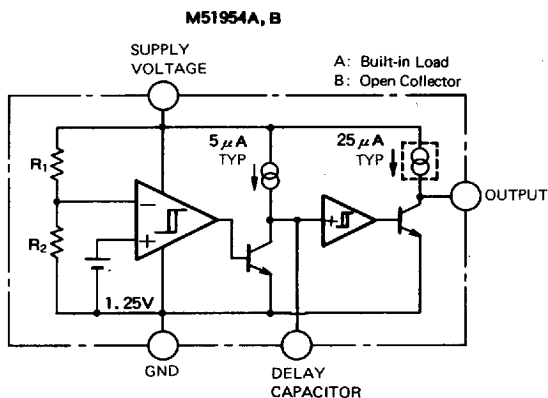 M51954A, B
SUPPLY
VOLTAGE
A: Built-in Load
B: Open Collector
5μA
TYP
25μA
TYP
R1
R2
−
+
+
1.25V
OUTPUT
GND
DELAY
CAPACITOR